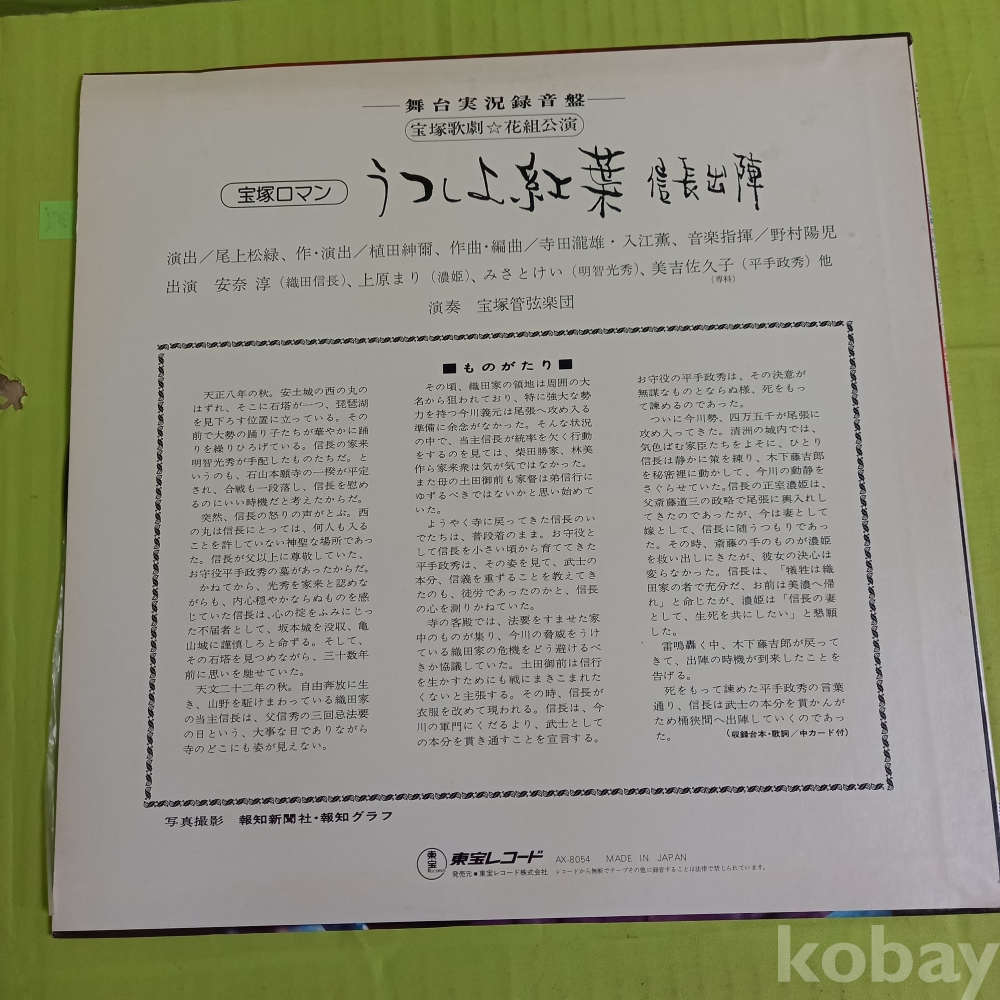 舞台実況録音盤
宝塚歌劇☆花組公演
宝塚ロマン うつしよ紅葉 信長出陣
演出／尾上松緑、作・演出／植田紳爾、作曲・編曲／寺田瀧雄・入江薫、音楽指揮／野村陽児
出演 安奈 淳（織田信長）、上原まり（濃姫）、みさとけい（明智光秀）、美吉佐久子（平手政秀）他
（専科）
演奏 宝塚管弦楽団
■ものがたり■
天正八年の秋。安土城の西の丸の
はずれ、そこに石塔が一つ、琵琶湖
を見下ろす位置に立っている。その
前で大勢の踊り子たちが華やかに踊
りを繰りひろげている。信長の家来
明智光秀が手配したものたちだ。と
いうのも、石山本願寺の一揆が平定
され、合戦も一段落し、信長を慰め
るのにいい時機だと考えたからだ。
突然、信長の怒りの声がとぶ。西
の丸は信長にとっては、何人も入る
ことを許していない神聖な場所であっ
た。信長が父以上に尊敬していた、
お守役平手政秀の墓があったからだ。
かねてから、光秀を家来と認めな
がらも、内心穏やかならぬものを感
じていた信長は、心の掟をふみにじっ
た不届者として、坂本城を没収、亀
山城に謹慎しろと命ずる。そして、
その石塔を見つめながら、三十数年
前に思いを馳せていた。
天文二十二年の秋。自由奔放に生
き、山野を駈けまわっている織田家
の当主信長は、父信秀の三回忌法要
の日という、大事な日でありながら
寺のどこにも姿が見えない。
その頃、織田家の領地は周囲の大
名から狙われており、特に強大な勢
力を持つ今川義元は尾張へ攻め入る
準備に余念がなかった。そんな状況
の中で、当主信長が統率を欠く行動
をするのを見ては、柴田勝家、林美
作ら家来衆は気が気ではなかった。
また母の土田御前も家督は弟信行に
ゆずるべきではないかと思い始めて
いた。
ようやく寺に戻ってきた信長のい
でたちは、普段着のまま。お守役と
して信長を小さい頃から育ててきた
平手政秀は、その姿を見て、武士の
本分、信義を重ずることを教えてき
たのも、徒労であったのかと、信長
の心を測りかねていた。
寺の客殿では、法要をすませた家
中のものが集り、今川の脅威をうけ
ている織田家の危機をどう避けるべ
きか協議していた。土田御前は信行
を生かすためにも戦にまきこまれた
くないと主張する。その時、信長が
衣服を改めて現われる。信長は、今
川の軍門にくだるより、武士として
の本分を貫き通すことを宣言する。
お守役の平手政秀は、その決意が
無謀なものとならぬ様、死をもっ
て諫めるのであった。
ついに今川勢、四万五千が尾張に
攻め入ってきた。清洲の城内では、
気色ばむ家臣たちをよそに、ひとり
信長は静かに策を練り、木下藤吉郎
を秘密裡に動かして、今川の動静を
さぐらせていた。信長の正室濃姫は、
父斎藤道三の政略で尾張に輿入れし
てきたのであったが、今は妻として
嫁として、信長に随うつもりであっ
た。その時、斎藤の手のものが濃姫
を救い出しにきたが、彼女の決心は
変らなかった。信長は、「犠牲は織
田家の者で充分だ、お前は美濃へ帰
れ」と命じたが、濃姫は「信長の妻
として、生死を共にしたい」と懇願
した。
雷鳴轟く中、木下藤吉郎が戻って
きて、出陣の時機が到来したことを
告げる。
死をもって諫めた平手政秀の言葉
通り、信長は武士の本分を貫かんが
ため桶狭間へ出陣していくのであっ
た。 （収録台本・歌詞／中カード付）
写真撮影 報知新聞社・報知グラフ
東宝 RECORDS 東宝レコード AX-8054 MADE IN JAPAN
発売元■東宝レコード株式会社 レコードから無断でテープその他に録音することは法律で禁じられています。
kobay